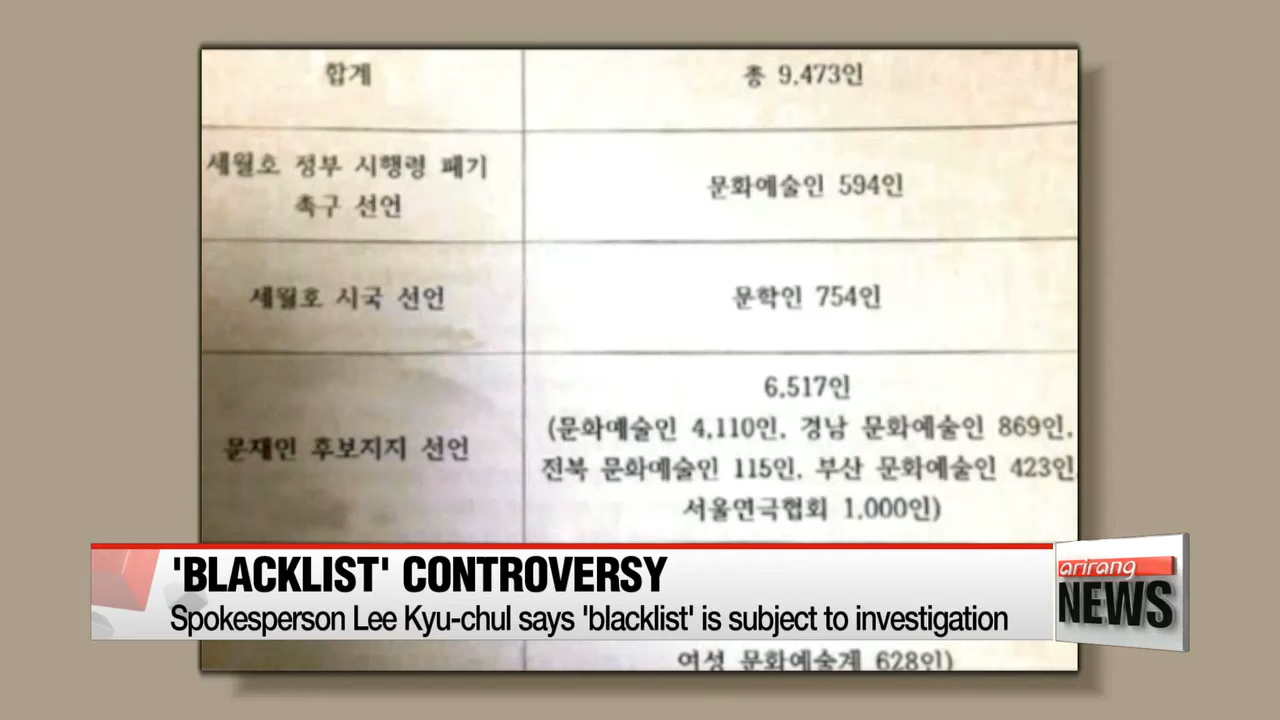 합계
총 9,473인
세월호 정부 시행령 폐기
촉구 선언
문화예술인 594인
세월호 시국 선언
문학인 754인
문재인 후보지지 선언
6,517인
(문화예술인 4,110인, 경남 문화예술인 869인,
전북 문화예술인 115인, 부산 문화예술인 423인
서울연극협회 1,000인)
'BLACKLIST' CONTROVERSY
Spokesperson Lee Kyu-chul says 'blacklist' is subject to investigation
arirang
NEWS
여성 문화예술계 628인)